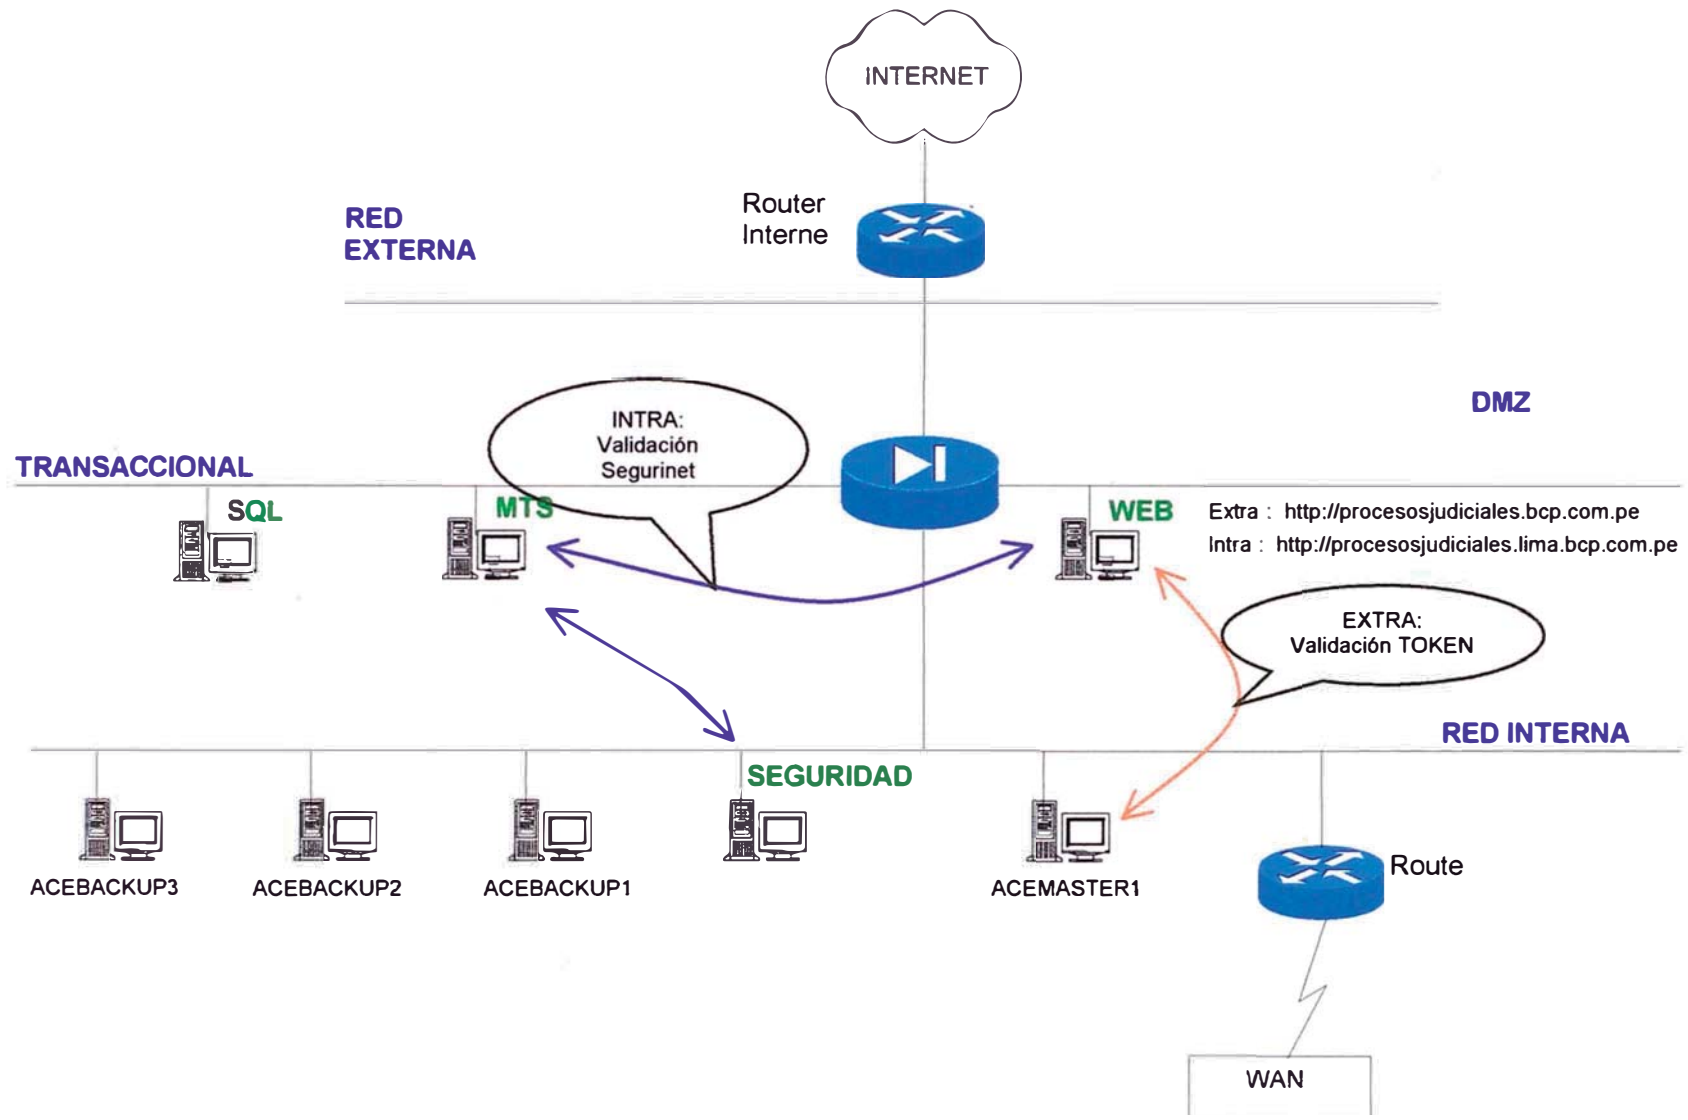 INTERNET
Router
Interne
RED
EXTERNA
DMZ
INTRA:
Validación
Segurinet
TRANSACCIONAL
SQL
MTS
WEB
Extra : http://procesosjudiciales.bcp.com.pe
Intra : http://procesosjudiciales.lima.bcp.com.pe
EXTRA:
Validación TOKEN
RED INTERNA
SEGURIDAD
ACEBACKUP3
ACEBACKUP2
ACEBACKUP1
ACEMASTER1
Route
WAN